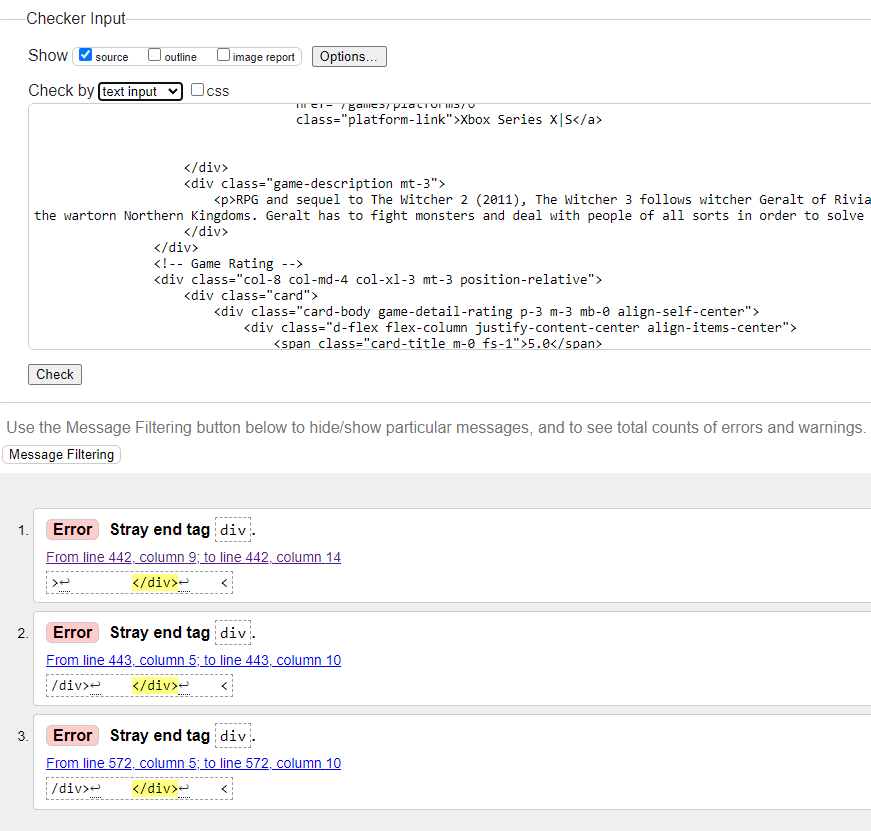 Checker Input
Show source outline image report Options...
Check by text input css
href="/games/platforms/6"
class="platform-link">Xbox Series X|S</a>
</div>
<div class="game-description mt-3">
<p>RPG and sequel to The Witcher 2 (2011), The Witcher 3 follows witcher Geralt of Rivia
the wartorn Northern Kingdoms. Geralt has to fight monsters and deal with people of all sorts in order to solve
</div>
</div>
<!-- Game Rating -->
<div class="col-8 col-md-4 col-xl-3 mt-3 position-relative">
<div class="card">
<div class="card-body game-detail-rating p-3 m-3 mb-0 align-self-center">
<div class="d-flex flex-column justify-content-center align-items-center">
<span class="card-title m-0 fs-1">5.0</span>
Check
Use the Message Filtering button below to hide/show particular messages, and to see total counts of errors and warnings.
Message Filtering
1. Error Stray end tag div.
From line 442, column 9; to line 442, column 14
>↩ </div>↩ <
2. Error Stray end tag div.
From line 443, column 5; to line 443, column 10
/div>↩ </div>↩ <
3. Error Stray end tag div.
From line 572, column 5; to line 572, column 10
/div>↩ </div>↩ <